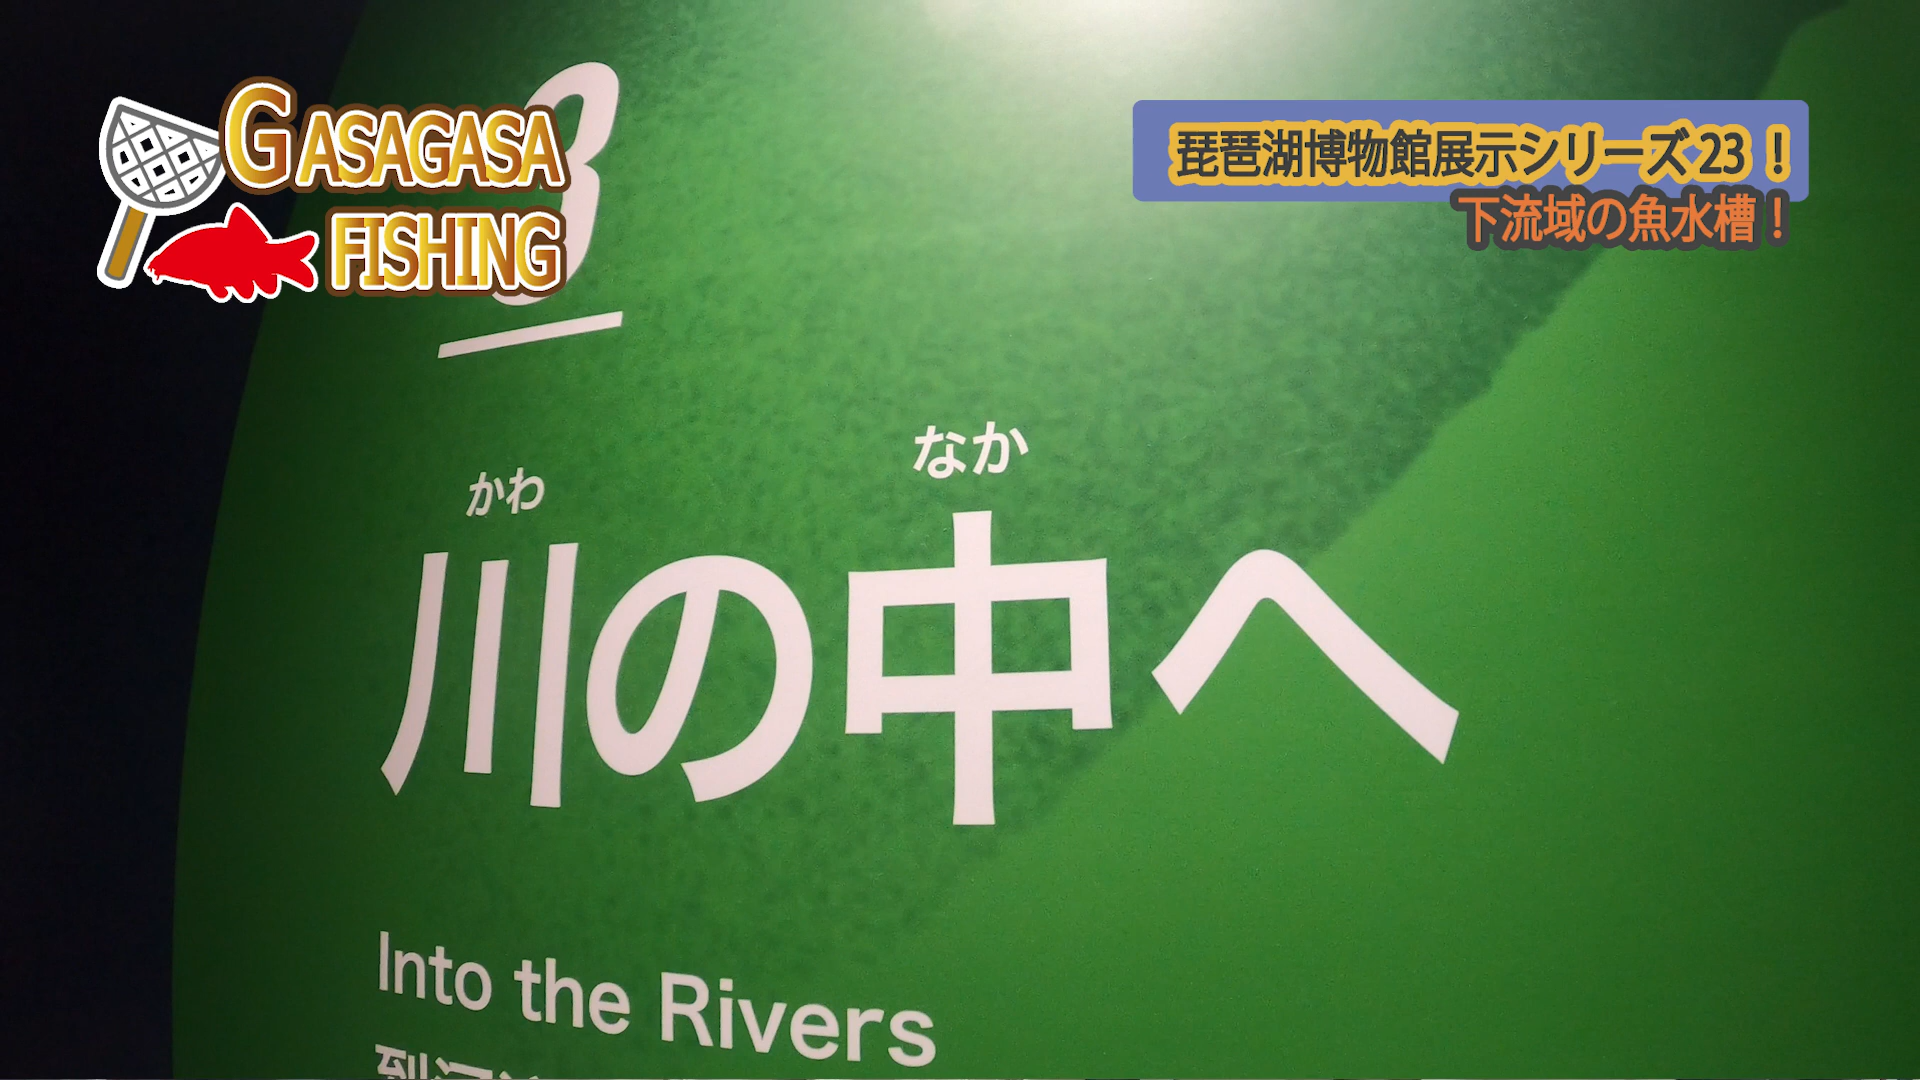 GASAGASA
FISHING
琵琶湖博物館展示シリーズ23！
下流域の魚水槽！
3
かわ なか
川の中へ
Into the Rivers